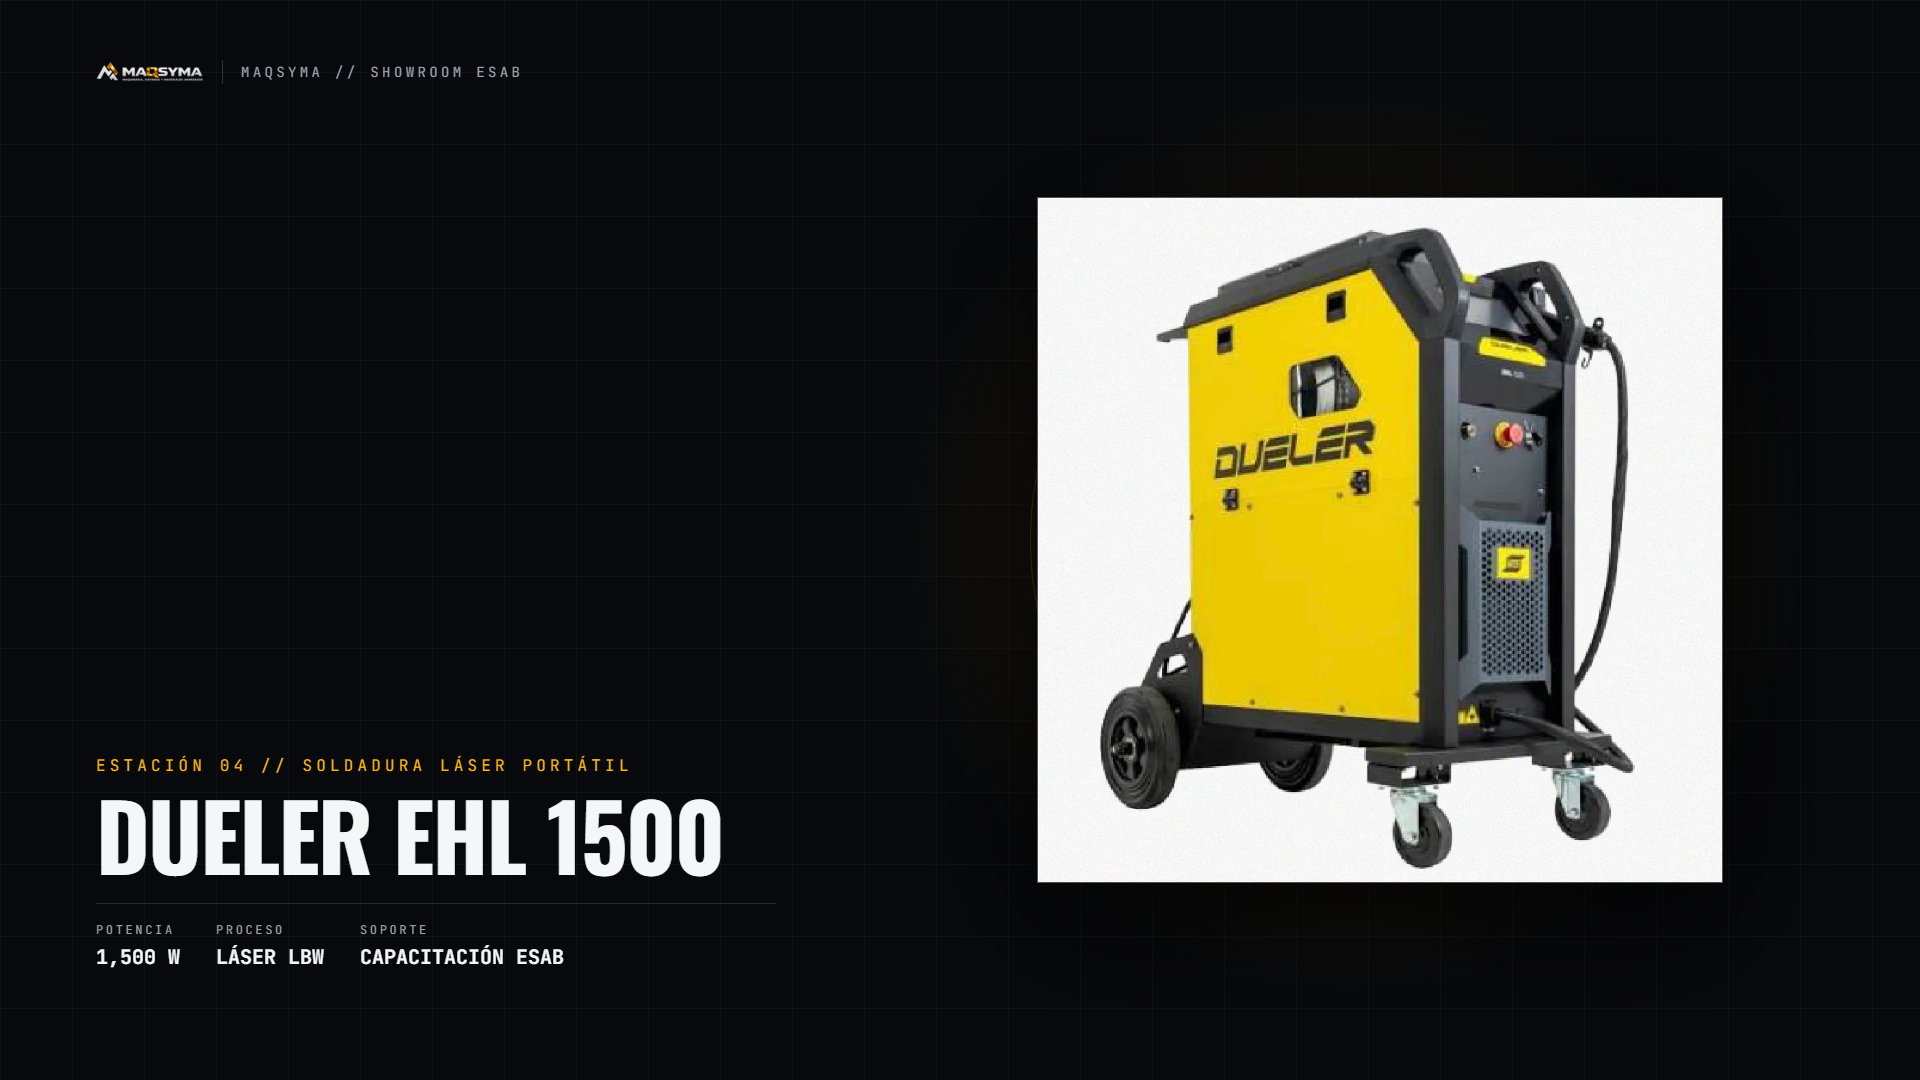 MAQSYMA
MAQSYMA // SHOWROOM ESAB
DUELER
ESTACIÓN 04 // SOLDADURA LÁSER PORTÁTIL
DUELER EHL 1500
POTENCIA PROCESO SOPORTE
1,500 W LÁSER LBW CAPACITACIÓN ESAB